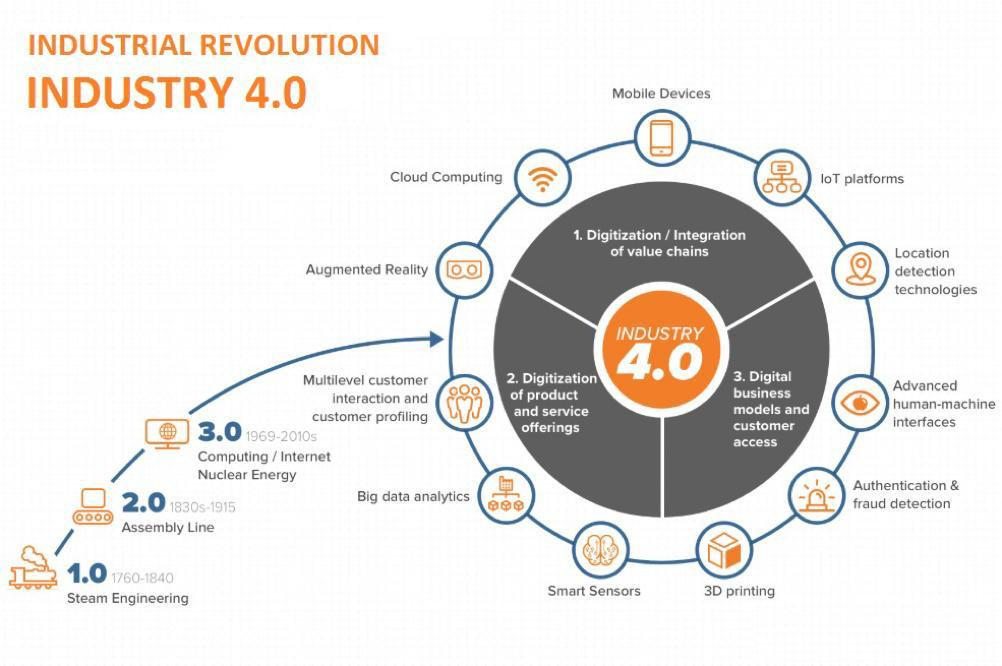 INDUSTRIAL REVOLUTION
INDUSTRY 4.0
Mobile Devices
Cloud Computing
IoT platforms
Augmented Reality
Location
detection
technologies
Multilevel customer
interaction and
customer profiling
Advanced
human-machine
interfaces
Big data analytics
Authentication &
fraud detection
Smart Sensors
3D printing
1. Digitization / Integration
of value chains
2. Digitization
of product
and service
offerings
3. Digital
business
models and
customer
access
INDUSTRY
4.0
3.0 1969-2010s
Computing / Internet
Nuclear Energy
2.0 1830s-1915
Assembly Line
1.0 1760-1840
Steam Engineering